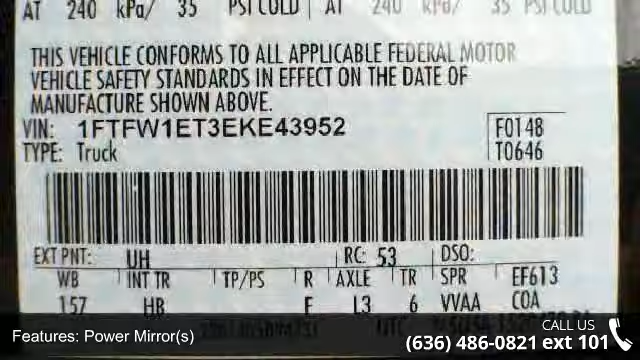 AT 240 kPa/ 35 PSI COLD AT 240 kPa/ 35 PSI COLD
THIS VEHICLE CONFORMS TO ALL APPLICABLE FEDERAL MOTOR
VEHICLE SAFETY STANDARDS IN EFFECT ON THE DATE OF
MANUFACTURE SHOWN ABOVE.
VIN: 1FTFW1ET3EKE43952 F0148
TYPE: Truck T0646
EXT PNT: UH RC: 53 DSO:
WB INT TR TP/PS R AXLE TR SPR EF613
157 HB F L3 6 VVAA COA
UTC
CALL US
Features: Power Mirror(s) (636) 486-0821 ext 101